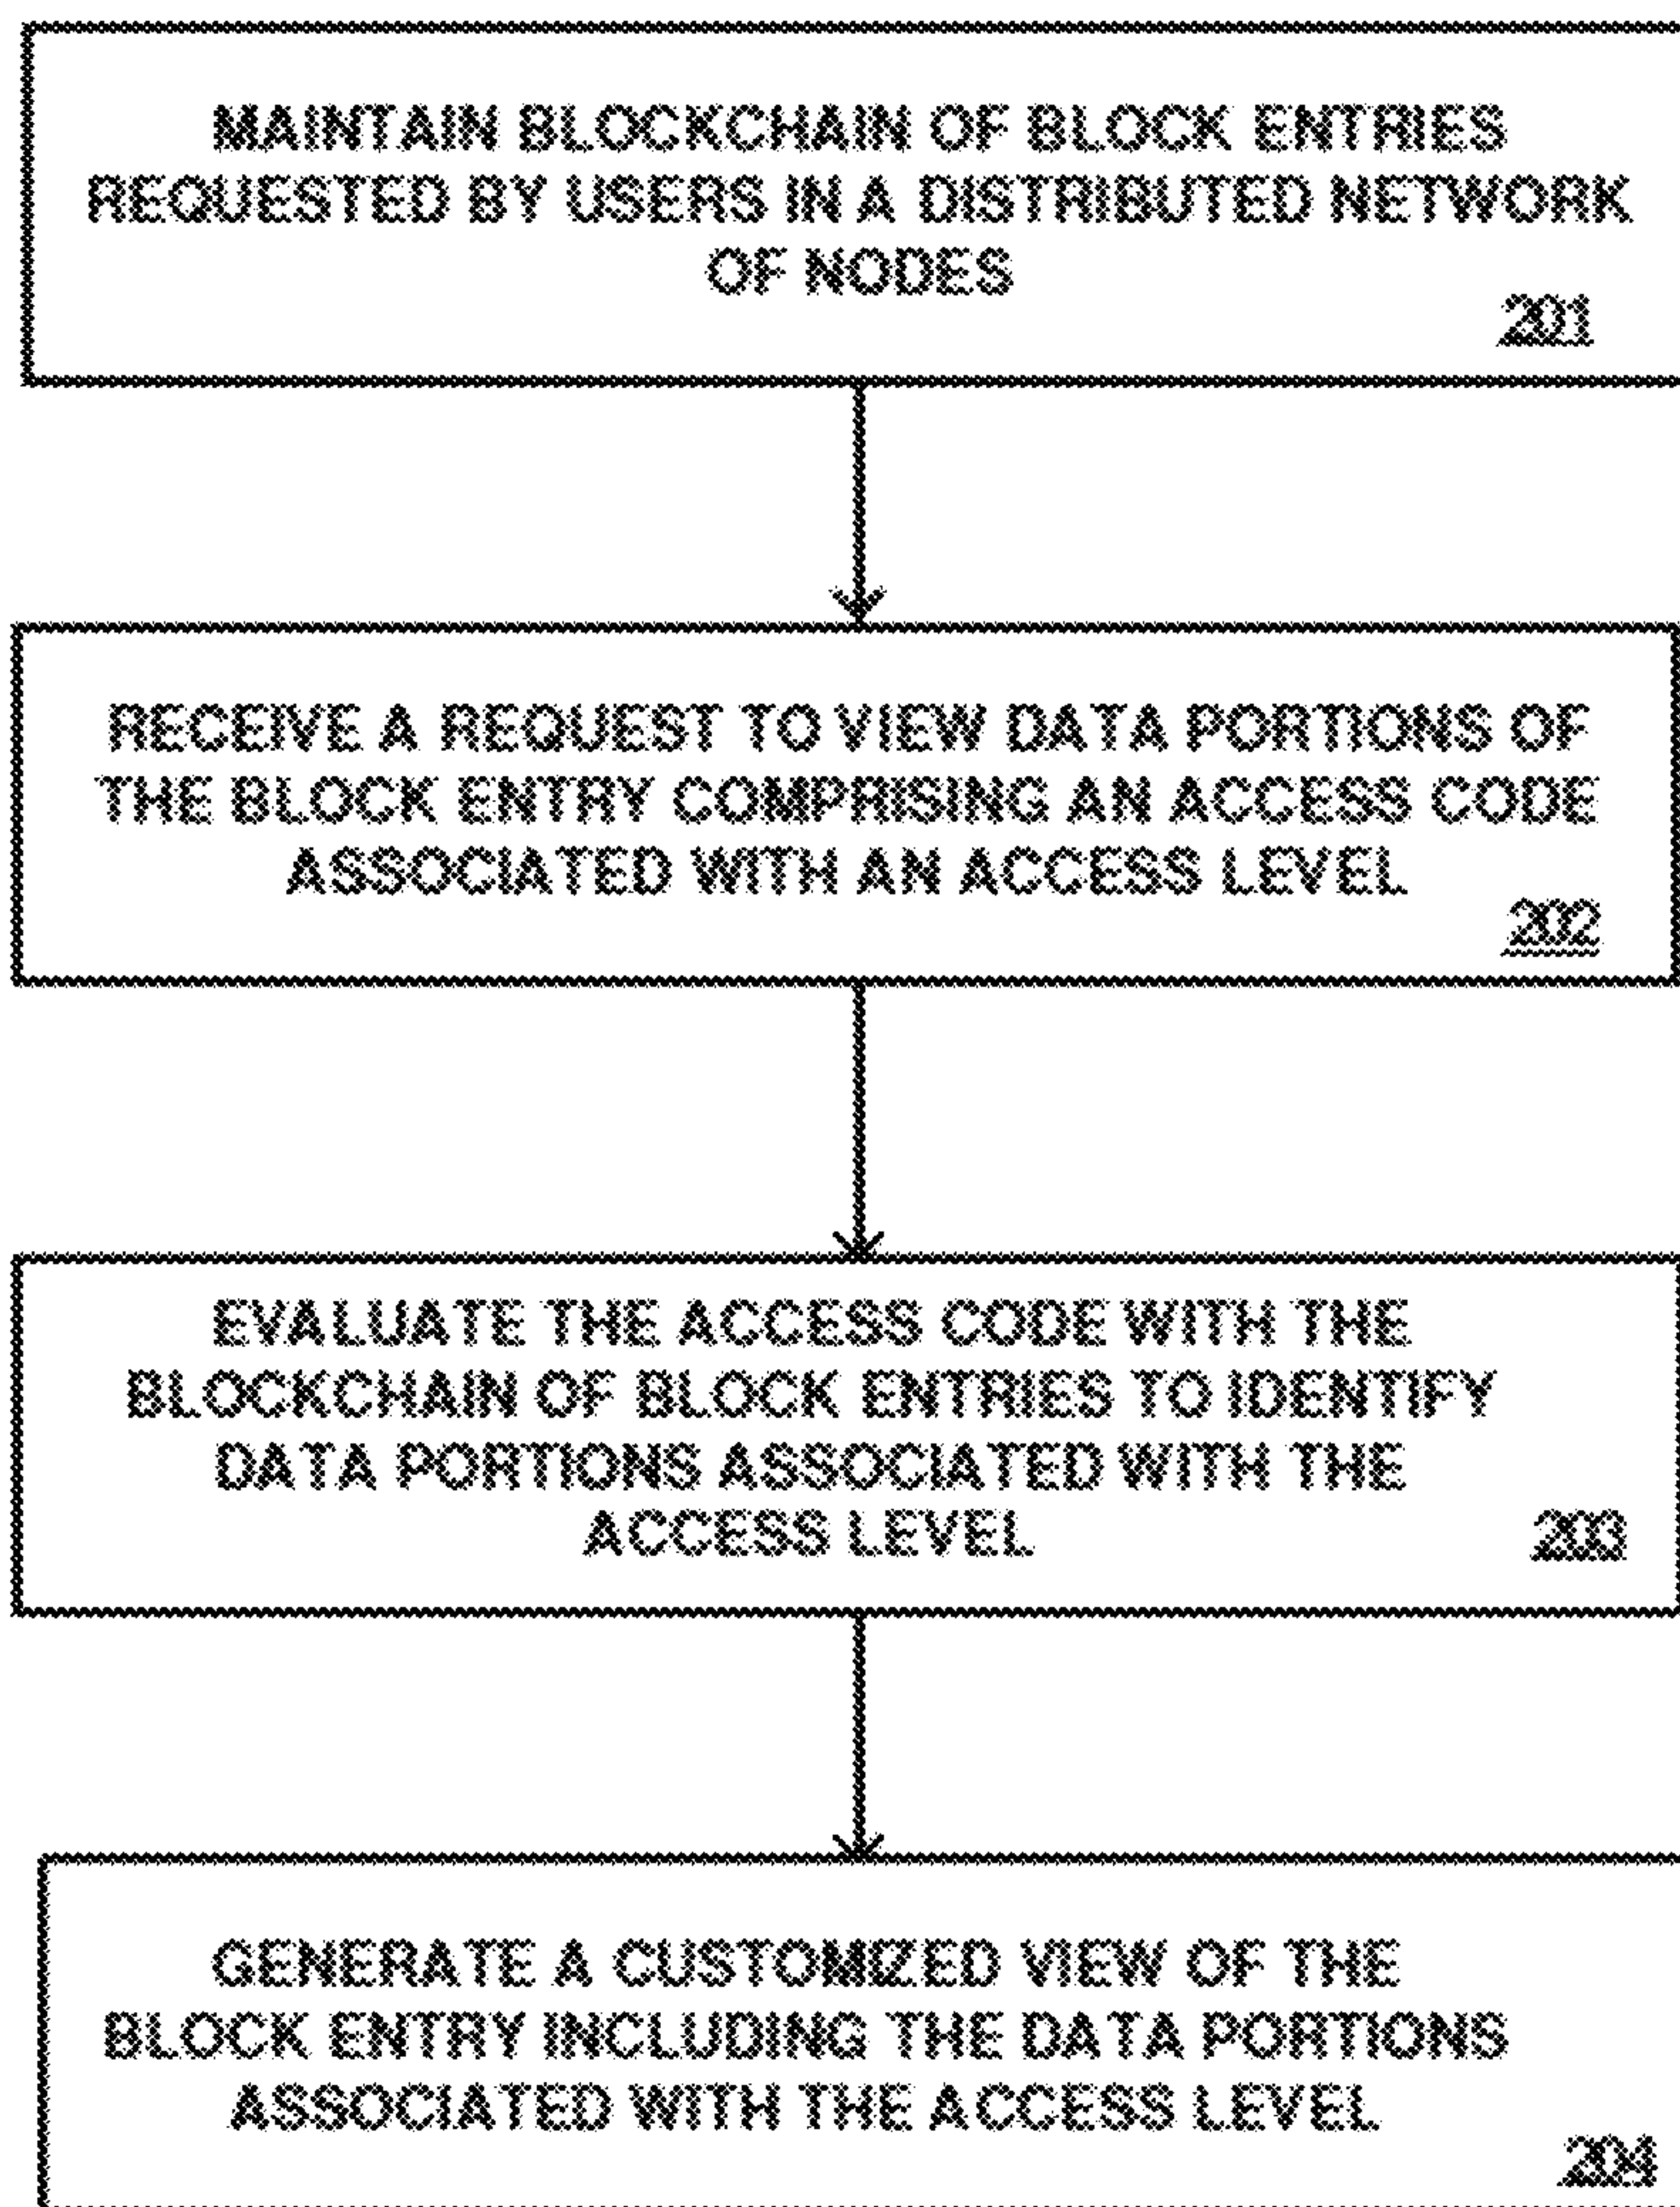 MAINTAIN BLOCKCHAIN OF BLOCK ENTRIES
REQUESTED BY USERS IN A DISTRIBUTED NETWORK
OF NODES
201
RECEIVE A REQUEST TO VIEW DATA PORTIONS OF
THE BLOCK ENTRY COMPRISING AN ACCESS CODE
ASSOCIATED WITH AN ACCESS LEVEL
202
EVALUATE THE ACCESS CODE WITH THE
BLOCKCHAIN OF BLOCK ENTRIES TO IDENTIFY
DATA PORTIONS ASSOCIATED WITH THE
ACCESS LEVEL
203
GENERATE A CUSTOMIZED VIEW OF THE
BLOCK ENTRY INCLUDING THE DATA PORTIONS
ASSOCIATED WITH THE ACCESS LEVEL
204